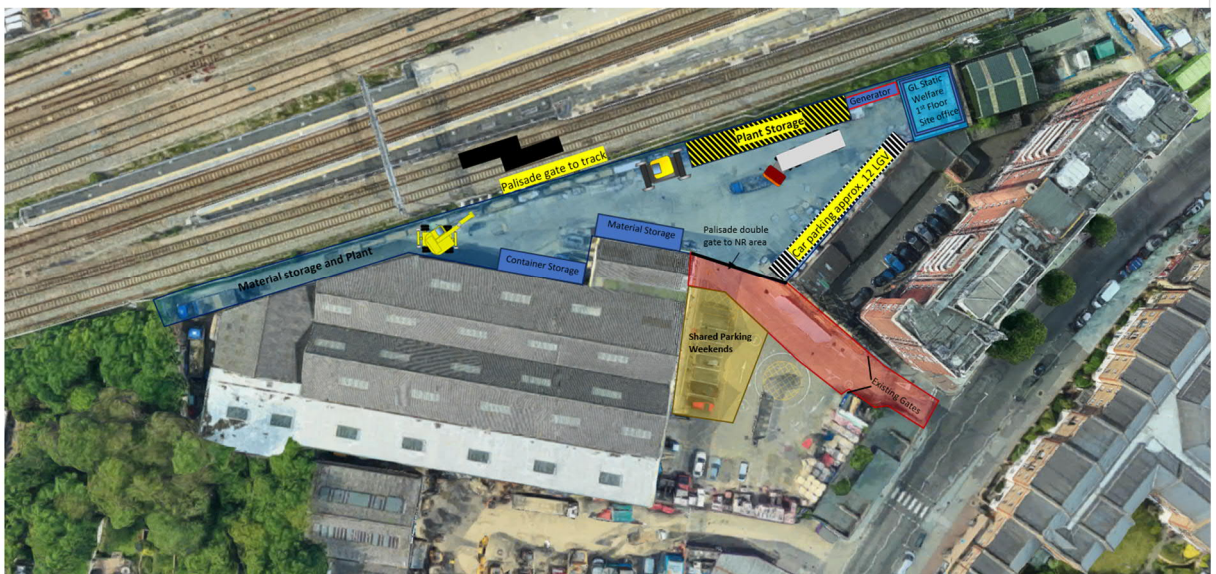 GL Static
Welfare
1st Floor
Site office
Generator
Plant Storage
Palisade gate to track
Car parking approx. 12 LGV
Material Storage
Palisade double
gate to NR area
Container Storage
Material storage and Plant
Shared Parking
Weekends
Existing Gates